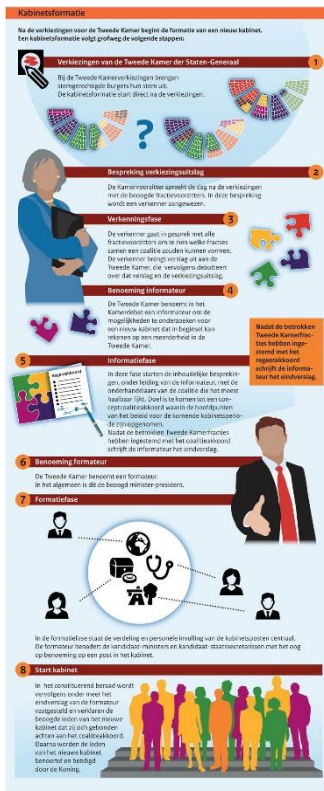 Kabinetsformatie
Na de verkiezingen voor de Tweede Kamer begint de formatie van een nieuw kabinet.
Een kabinetsformatie volgt grofweg de volgende stappen:
Verkiezingen van de Tweede Kamer der Staten-Generaal
1
Bij de Tweede Kamerverkiezingen brengen
stemgerechtigde burgers hun stem uit.
De kabinetsformatie start direct na de verkiezingen.
?
Bespreking verkiezingsuitslag
2
De Kamervoorzitter spreekt de dag na de verkiezingen
met de beoogde fractievoorzitters. In deze bespreking
wordt een verkenner aangewezen.
Verkenningsfase
3
De verkenner gaat in gesprek met alle
fractievoorzitters om te zien welke fracties
samen een coalitie zouden kunnen vormen.
De verkenner brengt verslag uit aan de
Tweede Kamer, die vervolgens debatteert
over dat verslag en de verkiezingsuitslag.
Benoeming informateur
4
De Tweede Kamer benoemt in het
Kamerdebat een informateur om de
mogelijkheden te onderzoeken voor
een nieuw kabinet dat in beginsel kan
rekenen op een meerderheid in de
Tweede Kamer.
Nadat de betrokken
Tweede Kamerfrac-
ties hebben inge-
stemd met het
regeerakkoord
schrijft de informa-
teur het eindverslag.
5
Informatiefase
Regeerakkoord
In deze fase starten de inhoudelijke besprekin-
gen, onder leiding van de informateur, met de
onderhandelaars van de coalitie die het meest
haalbaar lijkt. Doel is te komen tot een con-
ceptcoalitieakkoord waarin de hoofdpunten
van het beleid voor de komende kabinetsperio-
de zijn opgenomen.
Nadat de betrokken Tweede Kamerfracties
hebben ingestemd met het coalitieakkoord
schrijft de informateur het eindverslag.
6
Benoeming formateur
De Tweede Kamer benoemt een formateur.
In het algemeen is dit de beoogd minister-president.
7
Formatiefase
In de formatiefase staat de verdeling en personele invulling van de kabinetsposten centraal.
De formateur benadert de kandidaat-ministers en kandidaat-staatssecretarissen met het oog
op benoeming op een post in het kabinet.
8
Start kabinet
In het constituerend beraad wordt
vervolgens onder meer het
eindverslag van de formateur
vastgesteld en verklaren de
beoogde leden van het nieuwe
kabinet dat zij zich gebonden
achten aan het coalitieakkoord.
Daarna worden de leden
van het nieuwe kabinet
benoemd en beëdigd
door de Koning.